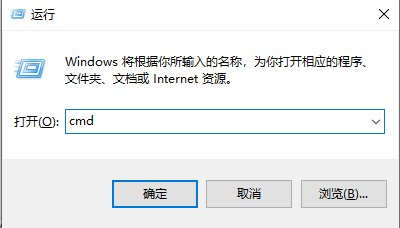 运行
Windows 将根据你所输入的名称，为你打开相应的程序、
文件夹、文档或 Internet 资源。
打开(O): cmd
确定
取消
浏览(B)...